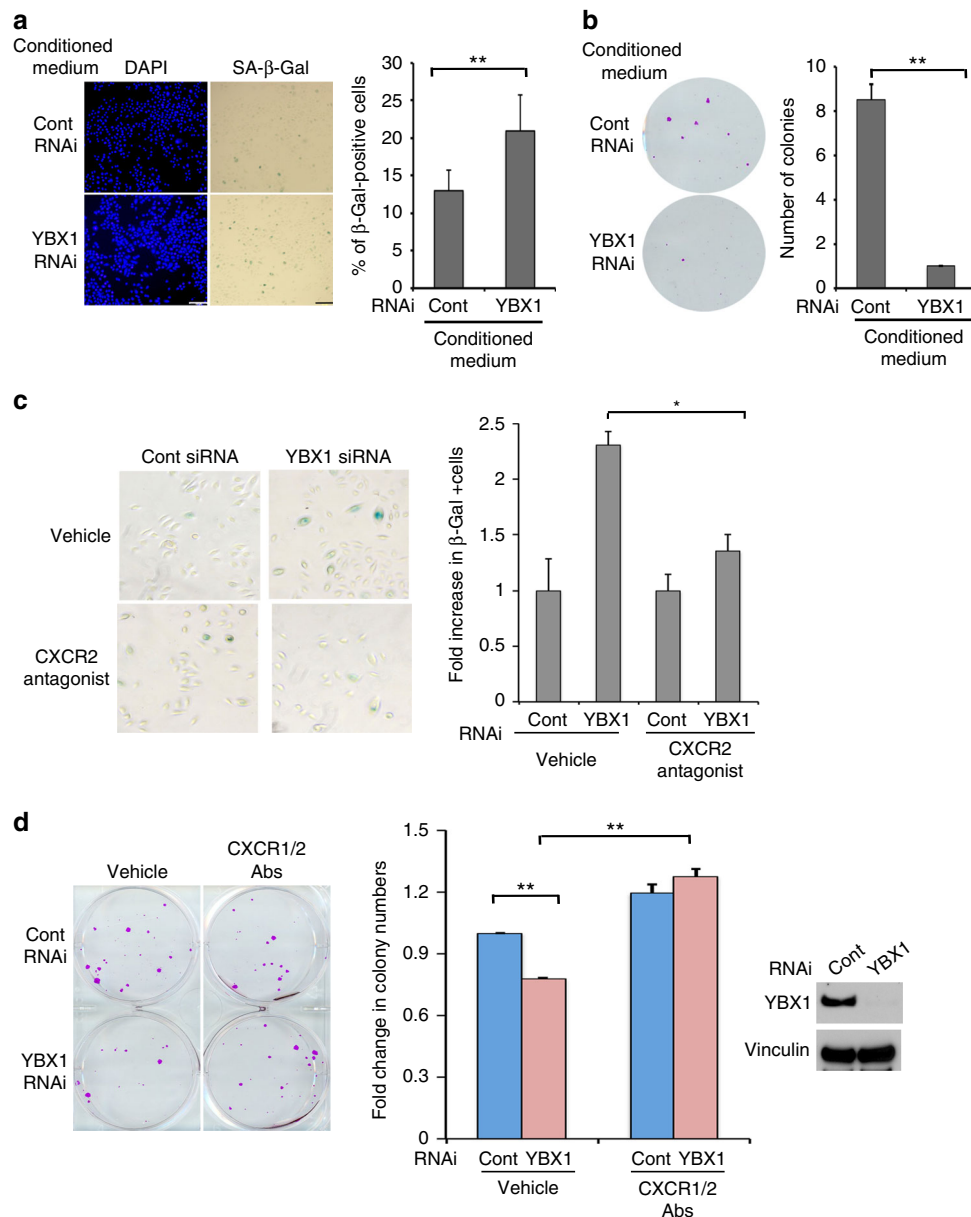 a
Conditioned
medium
DAPI
SA-β-Gal
Cont
RNAi
YBX1
RNAi
% of β-Gal-positive cells
30
25
20
15
10
5
0
**
RNAi
Cont
YBX1
Conditioned
medium
b
Conditioned
medium
Cont
RNAi
YBX1
RNAi
Number of colonies
10
8
6
4
2
0
**
RNAi
Cont
YBX1
Conditioned
medium
c
Cont siRNA
YBX1 siRNA
Vehicle
CXCR2
antagonist
Fold increase in β-Gal +cells
2.5
2
1.5
1
0.5
0
*
RNAi
Cont
YBX1
Cont
YBX1
Vehicle
CXCR2
antagonist
d
Vehicle
CXCR1/2
Abs
Cont
RNAi
YBX1
RNAi
Fold change in colony numbers
1.5
1.2
0.9
0.6
0.3
0
**
**
RNAi
Cont YBX1
Cont YBX1
Vehicle
CXCR1/2
Abs
RNAi
Cont
YBX1
YBX1
Vinculin